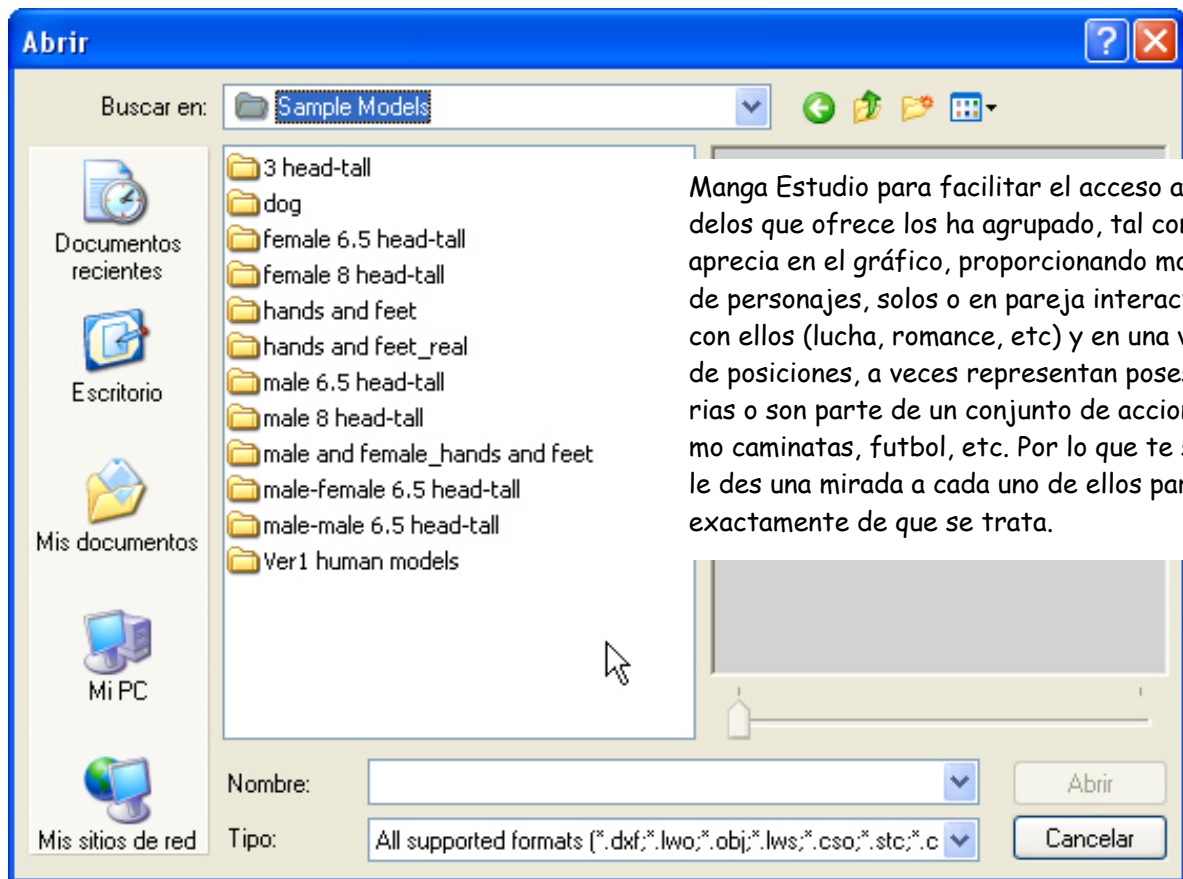 Abrir
Buscar en:
Sample Models
Documentos
recientes
Escritorio
Mis documentos
Mi PC
Mis sitios de red
3 head-tall
dog
female 6.5 head-tall
female 8 head-tall
hands and feet
hands and feet_real
male 6.5 head-tall
male 8 head-tall
male and female_hands and feet
male-female 6.5 head-tall
male-male 6.5 head-tall
Ver1 human models
Manga Estudio para facilitar el acceso a
delos que ofrece los ha agrupado, tal
aprecia en el gráfico, proporcionando
de personajes, solos o en pareja
con ellos (lucha, romance, etc) y en una
de posiciones, a veces representan
rias o son parte de un conjunto de
mo caminatas, futbol, etc. Por lo que te
le des una mirada a cada uno de ellos
exactamente de que se trata.
Nombre:
Abrir
Tipo:
All supported formats (*.dxf;*.lwo;*.obj;*.lws;*.cso;*.stc;*.c
Cancelar